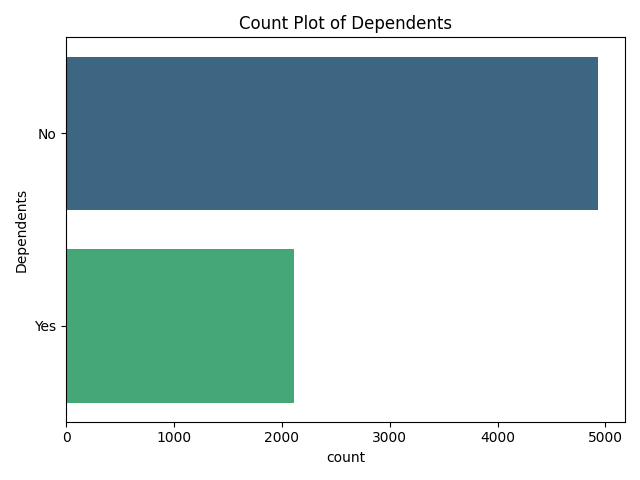 Count Plot of Dependents
No
Yes
Dependents
0 1000 2000 3000 4000 5000
count